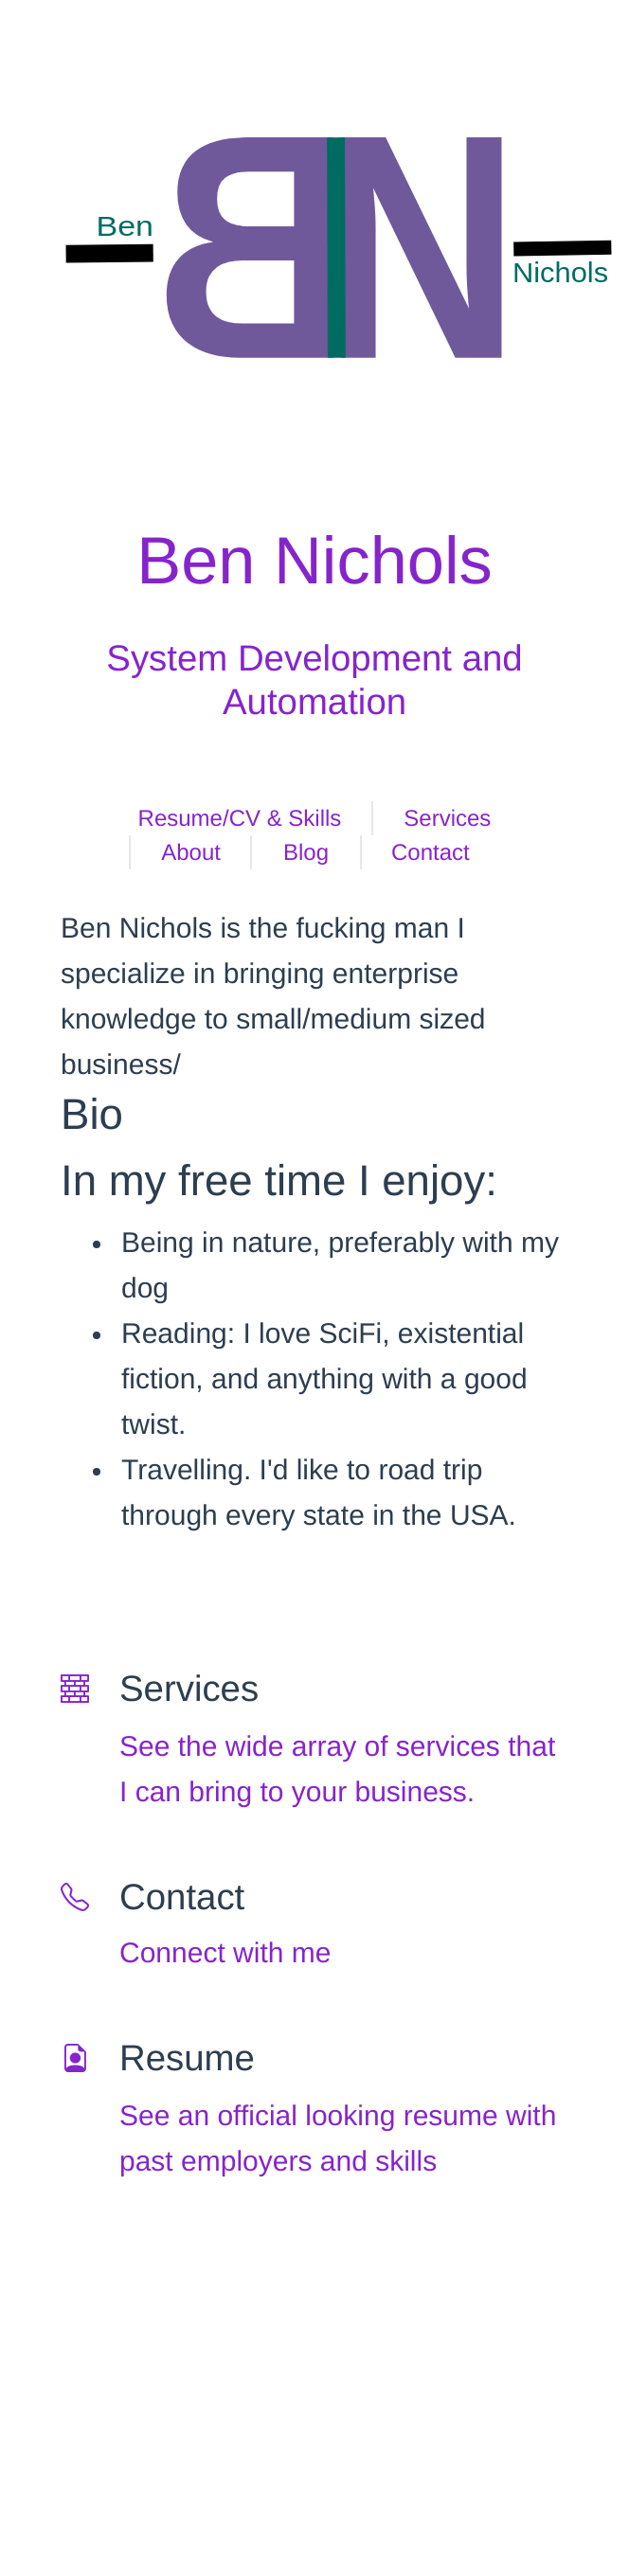 Ben
BN
Nichols
Ben Nichols
System Development and
Automation
Resume/CV & Skills
Services
About
Blog
Contact
Ben Nichols is the fucking man I
specialize in bringing enterprise
knowledge to small/medium sized
business/
Bio
In my free time I enjoy:
• Being in nature, preferably with my
dog
• Reading: I love SciFi, existential
fiction, and anything with a good
twist.
• Travelling. I'd like to road trip
through every state in the USA.
Services
See the wide array of services that
I can bring to your business.
Contact
Connect with me
Resume
See an official looking resume with
past employers and skills